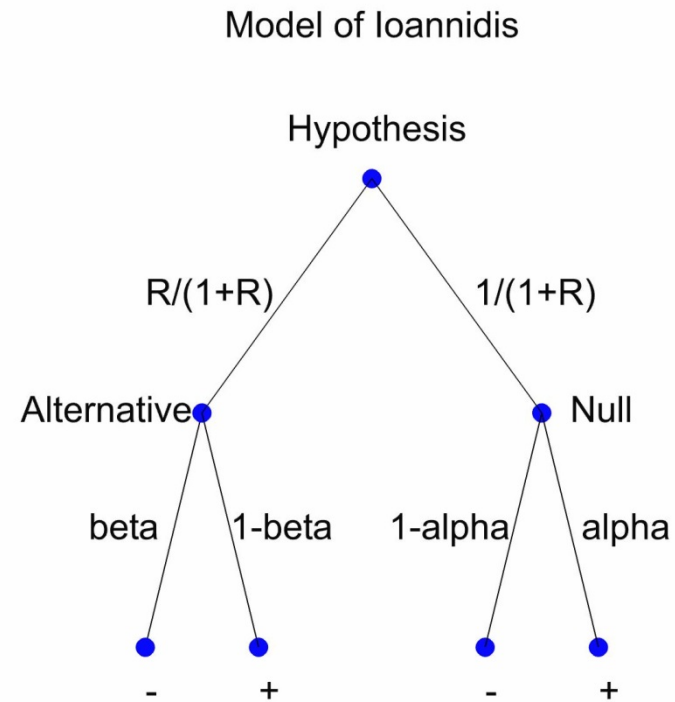 Model of Ioannidis
Hypothesis
R/(1+R)
1/(1+R)
Alternative
Null
beta
1-beta
1-alpha
alpha
-
+
-
+